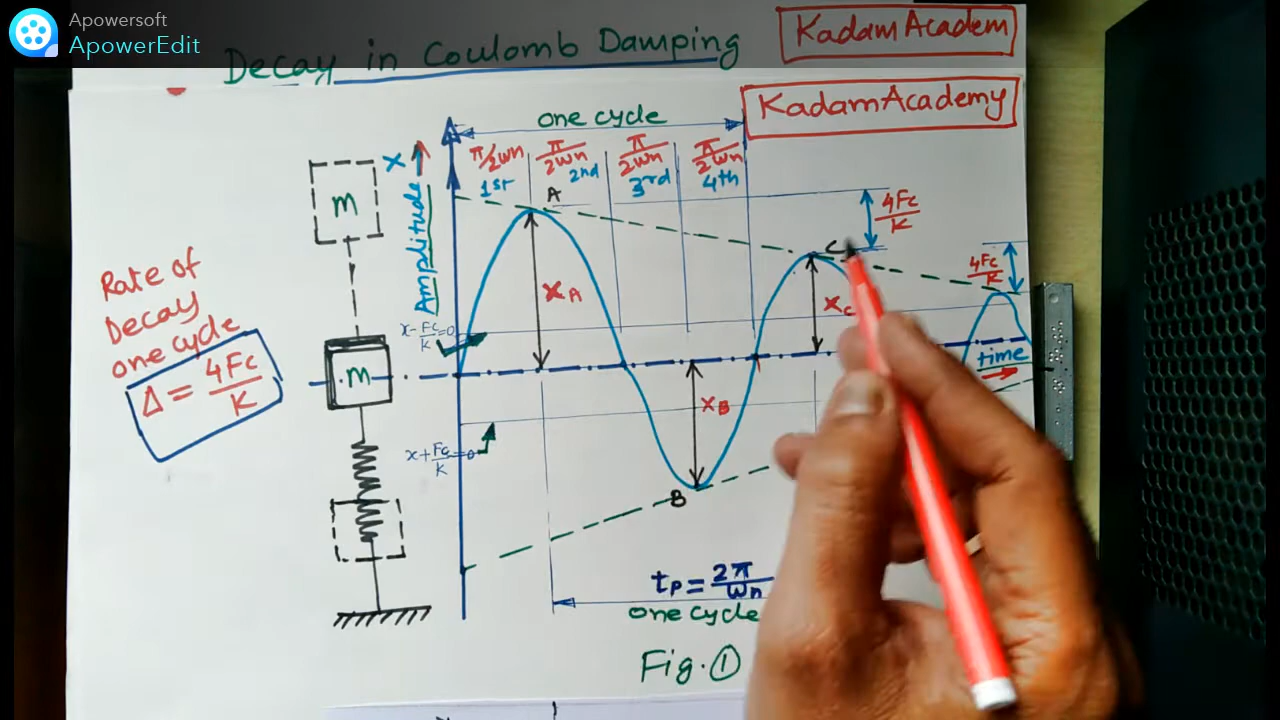 Apowersoft
ApowerEdit
Decay in Coulomb Damping
Kadam Academ
KadamAcademy
one cycle
π/2ωn
π/2ωn
π/2ωn
π/2ωn
1st
2nd
3rd
4th
X
Amplitude
m
A
C
4Fc/K
4Fc/K
Rate of
Decay
one cycle
Δ = 4Fc/K
XA
XC
x-Fc/K=0
m
time
XB
x+Fc/K=0
B
tp = 2π/ωn
one cycle
Fig.①